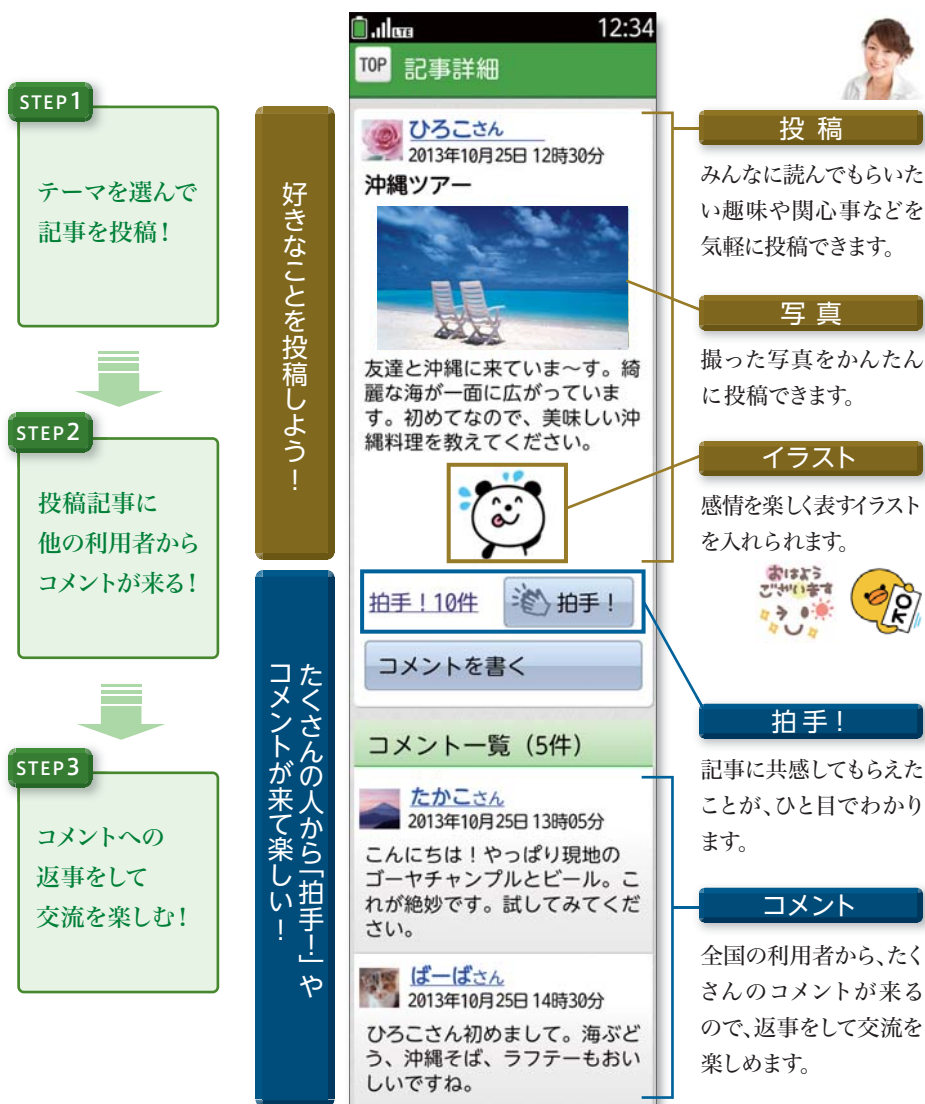 STEP1
テーマを選んで
記事を投稿!
STEP2
投稿記事に
他の利用者から
コメントが来る!
STEP3
コメントへの
返事をして
交流を楽しむ!
好きなことを投稿しよう!
たくさんの人から「拍手!」や
コメントが来て楽しい!
LTE 12:34
TOP 記事詳細
ひろこさん
2013年10月25日 12時30分
沖縄ツアー
友達と沖縄に来ていま〜す。綺
麗な海が一面に広がっていま
す。初めてなので、美味しい沖
縄料理を教えてください。
拍手!10件 拍手!
コメントを書く
コメント一覧(5件)
たかこさん
2013年10月25日 13時05分
こんにちは!やっぱり現地の
ゴーヤチャンプルとビール。こ
れが絶妙です。試してみてくだ
さい。
ばーばさん
2013年10月25日 14時30分
ひろこさん初めまして。海ぶど
う、沖縄そば、ラフテーもおい
しいですね。
投稿
みんなに読んでもらいた
い趣味や関心事などを
気軽に投稿できます。
写真
撮った写真をかんたん
に投稿できます。
イラスト
感情を楽しく表すイラスト
を入れられます。
おはよう
ございます
OK
拍手!
記事に共感してもらえた
ことが、ひと目でわかり
ます。
コメント
全国の利用者から、たく
さんのコメントが来る
ので、返事をして交流を
楽しめます。